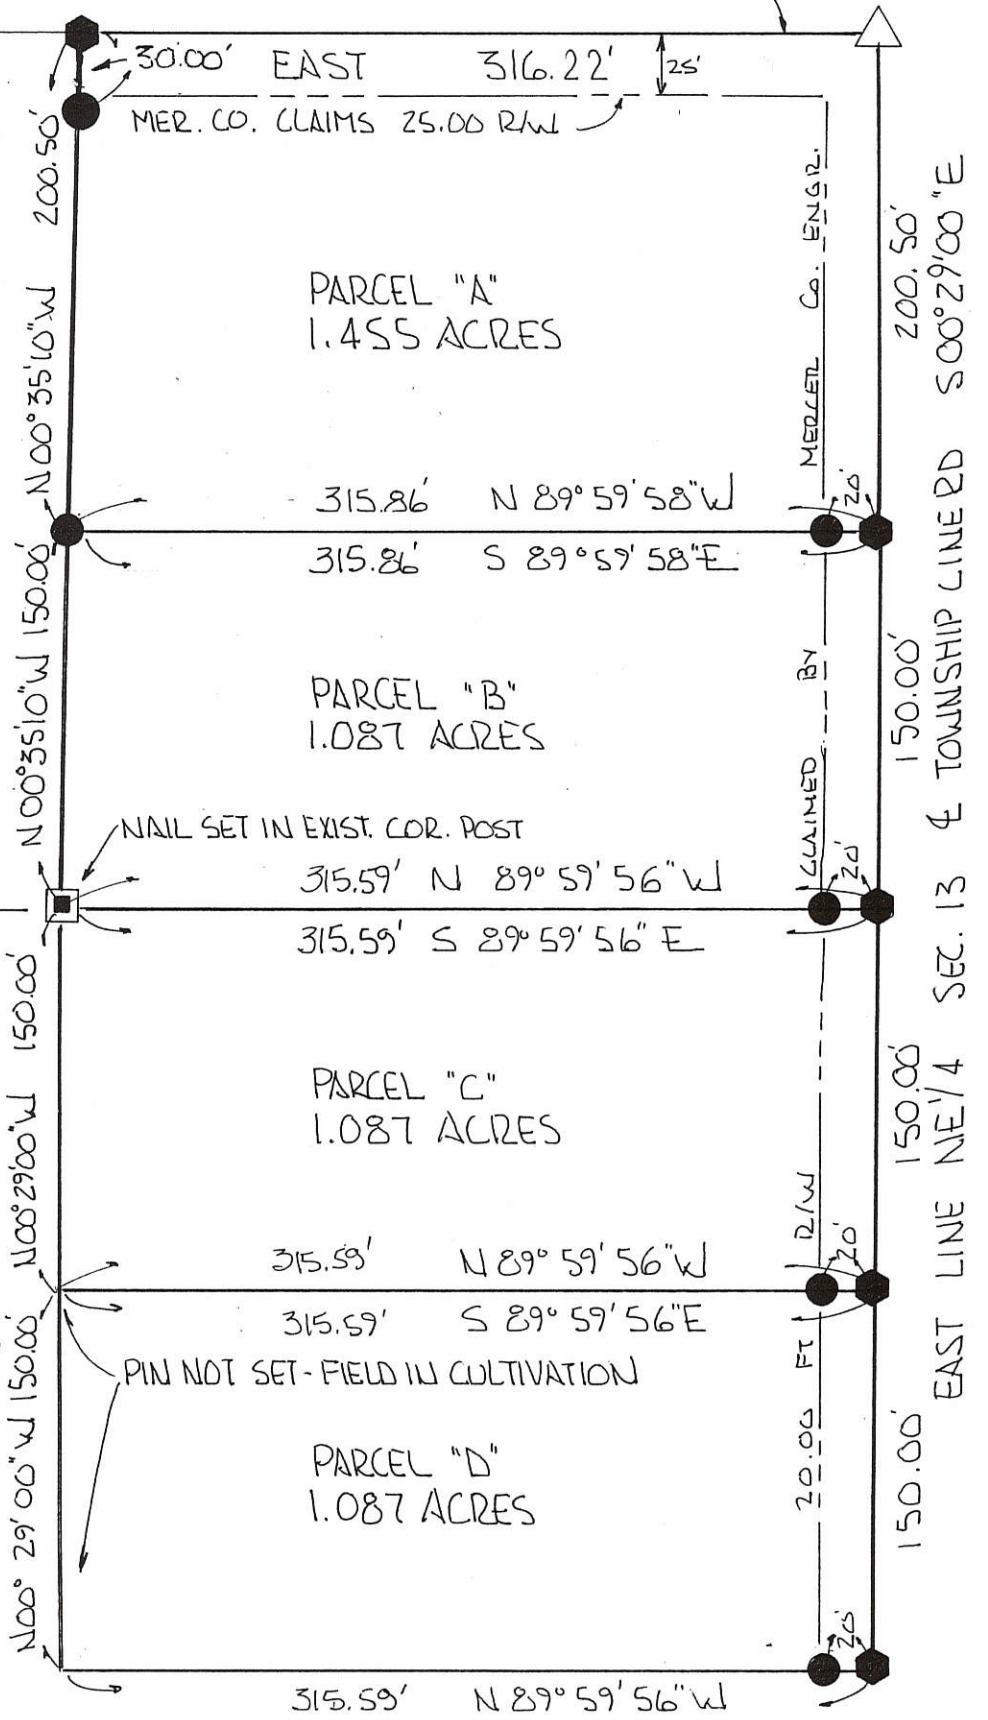 30.00' EAST 316.22' 25'
MER. CO. CLAIMS 25.00 R/W
200.50'
N00°35'10"W
PARCEL "A"
1.455 ACRES
MERCER CO. ENGR.
200.50'
S00°29'00"E
315.86' N 89°59'58"W
20'
315.86' S 89°59'58"E
N00°35'10"W 150.00'
PARCEL "B"
1.087 ACRES
CLAIMED BY
150.00'
NAIL SET IN EXIST. COR. POST
315.59' N 89°59'56"W
20'
315.59' S 89°59'56"E
N00°29'00"W 150.00'
PARCEL "C"
1.087 ACRES
R/W
150.00'
EAST LINE NE1/4 SEC. 13 ℄ TOWNSHIP LINE RD
315.59' N 89°59'56"W
20'
315.59' S 89°59'56"E
N00°29'00"W 150.00'
PIN NOT SET-FIELD IN CULTIVATION
PARCEL "D"
1.087 ACRES
20.00 FT
150.00'
20'
315.59' N 89°59'56"W